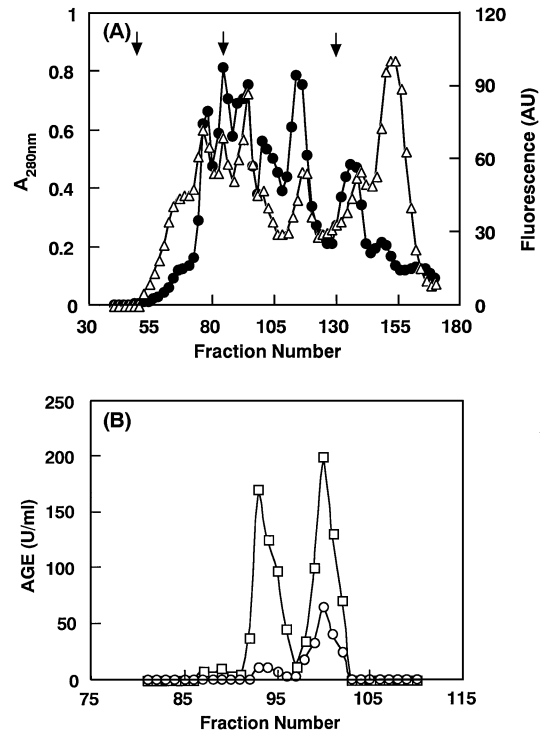 (A)
1
0.8
0.6
0.4
0.2
0
A280nm
120
90
60
30
0
Fluorescence (AU)
30 55 80 105 130 155 180
Fraction Number
(B)
250
200
150
100
50
0
AGE (U/ml)
75 85 95 105 115
Fraction Number